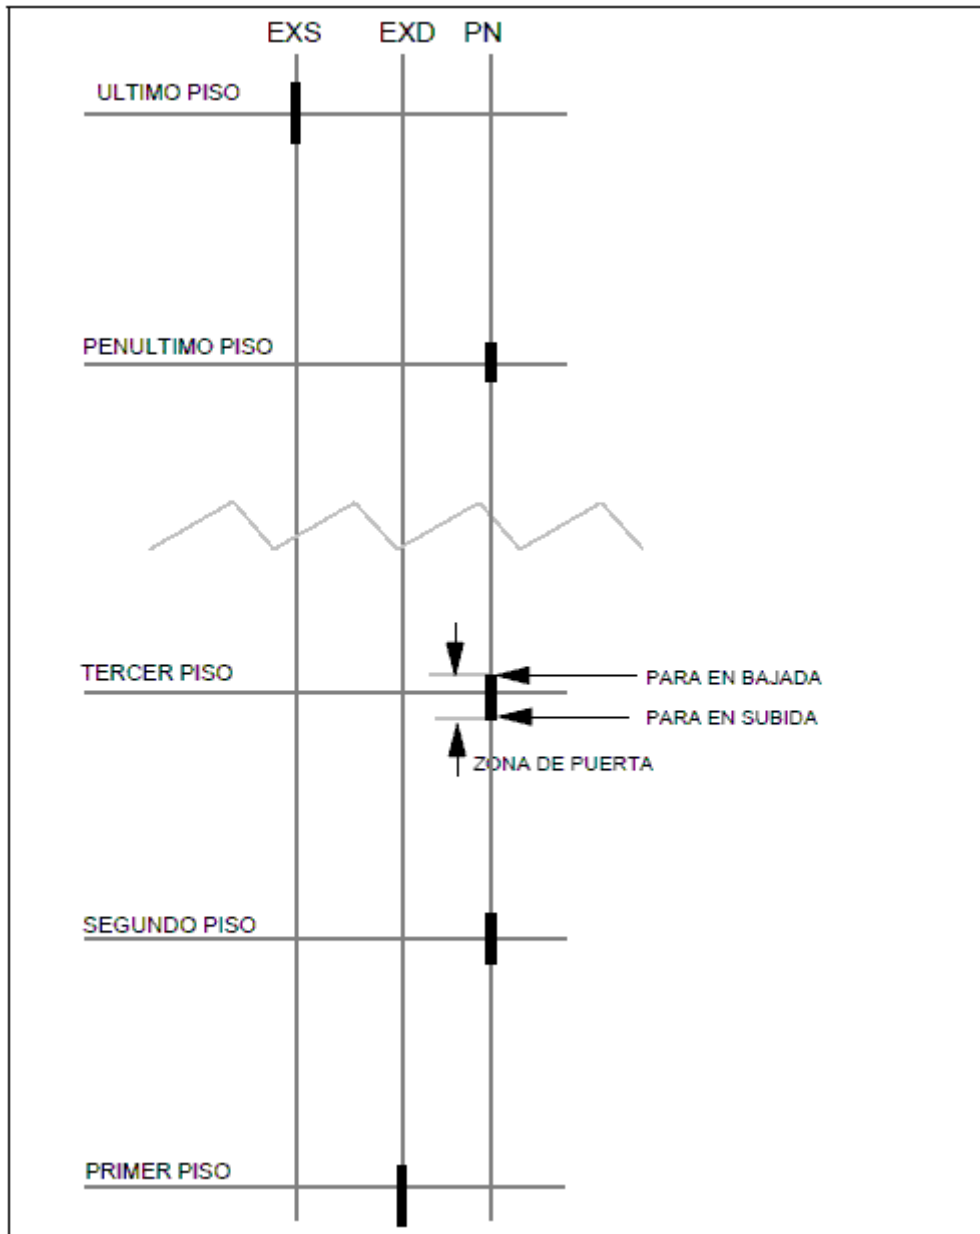 EXS EXD PN
ULTIMO PISO
PENULTIMO PISO
TERCER PISO
PARA EN BAJADA
PARA EN SUBIDA
ZONA DE PUERTA
SEGUNDO PISO
PRIMER PISO